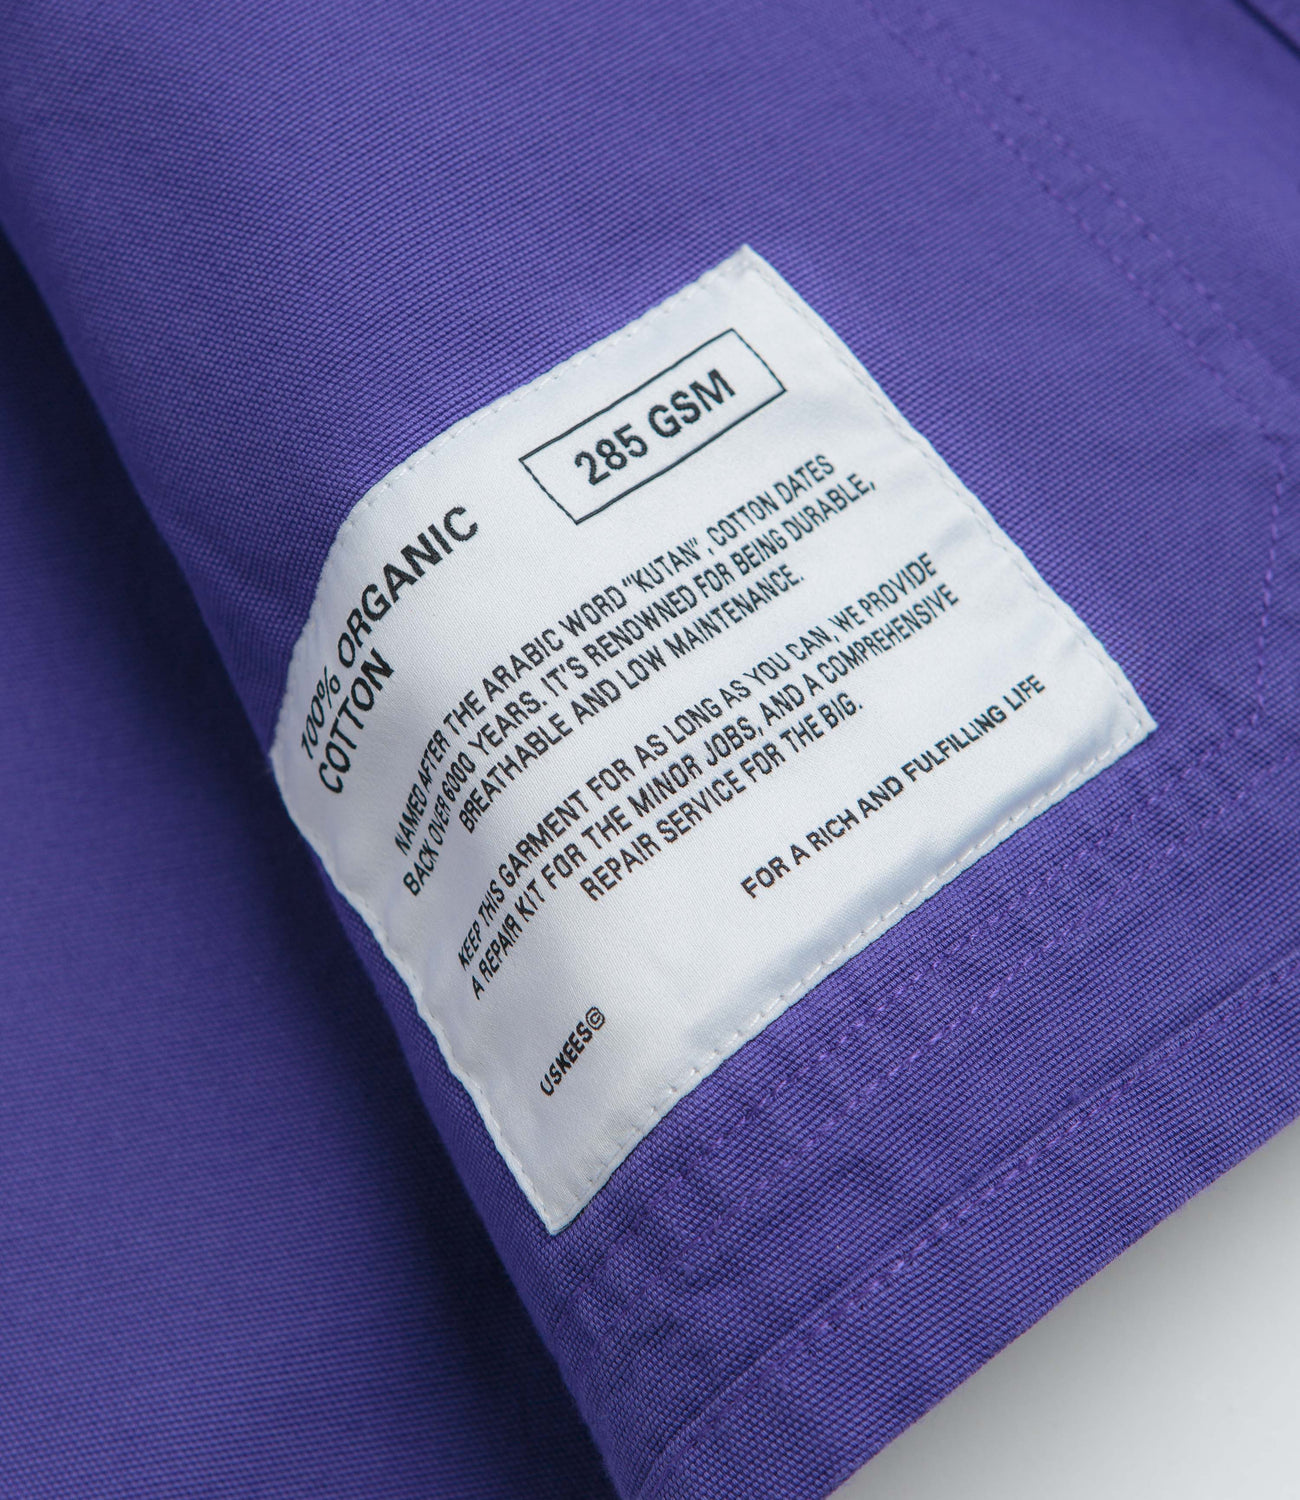 100% ORGANIC
COTTON
285 GSM
NAMED AFTER THE ARABIC WORD "KUTAN", COTTON DATES
BACK OVER 6000 YEARS. IT'S RENOWNED FOR BEING DURABLE,
BREATHABLE AND LOW MAINTENANCE.
KEEP THIS GARMENT FOR AS LONG AS YOU CAN, WE PROVIDE
A REPAIR KIT FOR THE MINOR JOBS, AND A COMPREHENSIVE
REPAIR SERVICE FOR THE BIG.
USKEES©
FOR A RICH AND FULFILLING LIFE